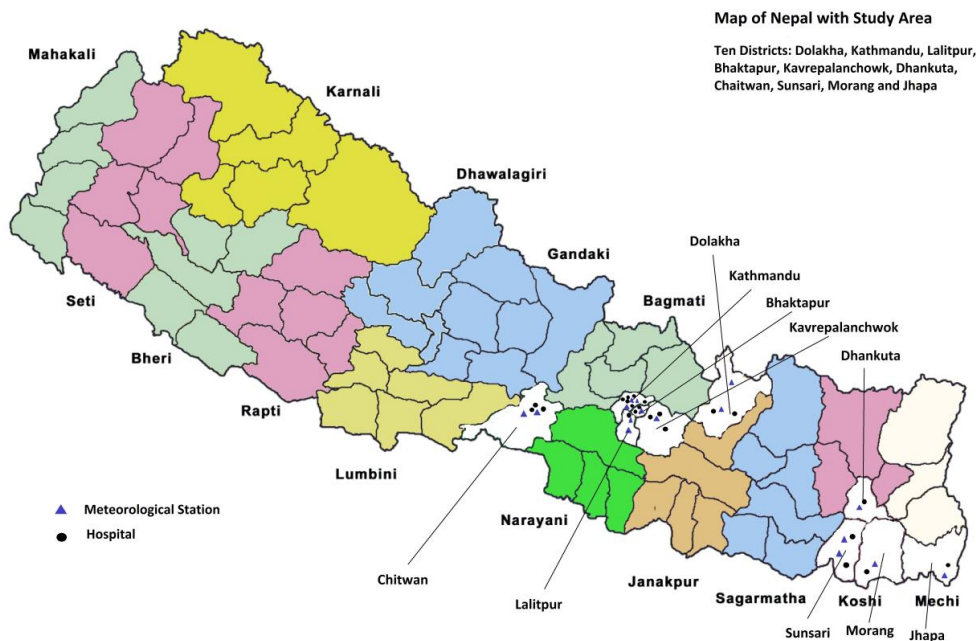 Map of Nepal with Study Area
Ten Districts: Dolakha, Kathmandu, Lalitpur,
Bhaktapur, Kavrepalanchowk, Dhankuta,
Chaitwan, Sunsari, Morang and Jhapa
Mahakali
Karnali
Dhawalagiri
Gandaki
Dolakha
Kathmandu
Bagmati
Bhaktapur
Kavrepalanchwok
Dhankuta
Seti
Bheri
Rapti
Lumbini
Narayani
Meteorological Station
Hospital
Chitwan
Lalitpur
Janakpur
Sagarmatha
Koshi
Mechi
Sunsari
Morang
Jhapa